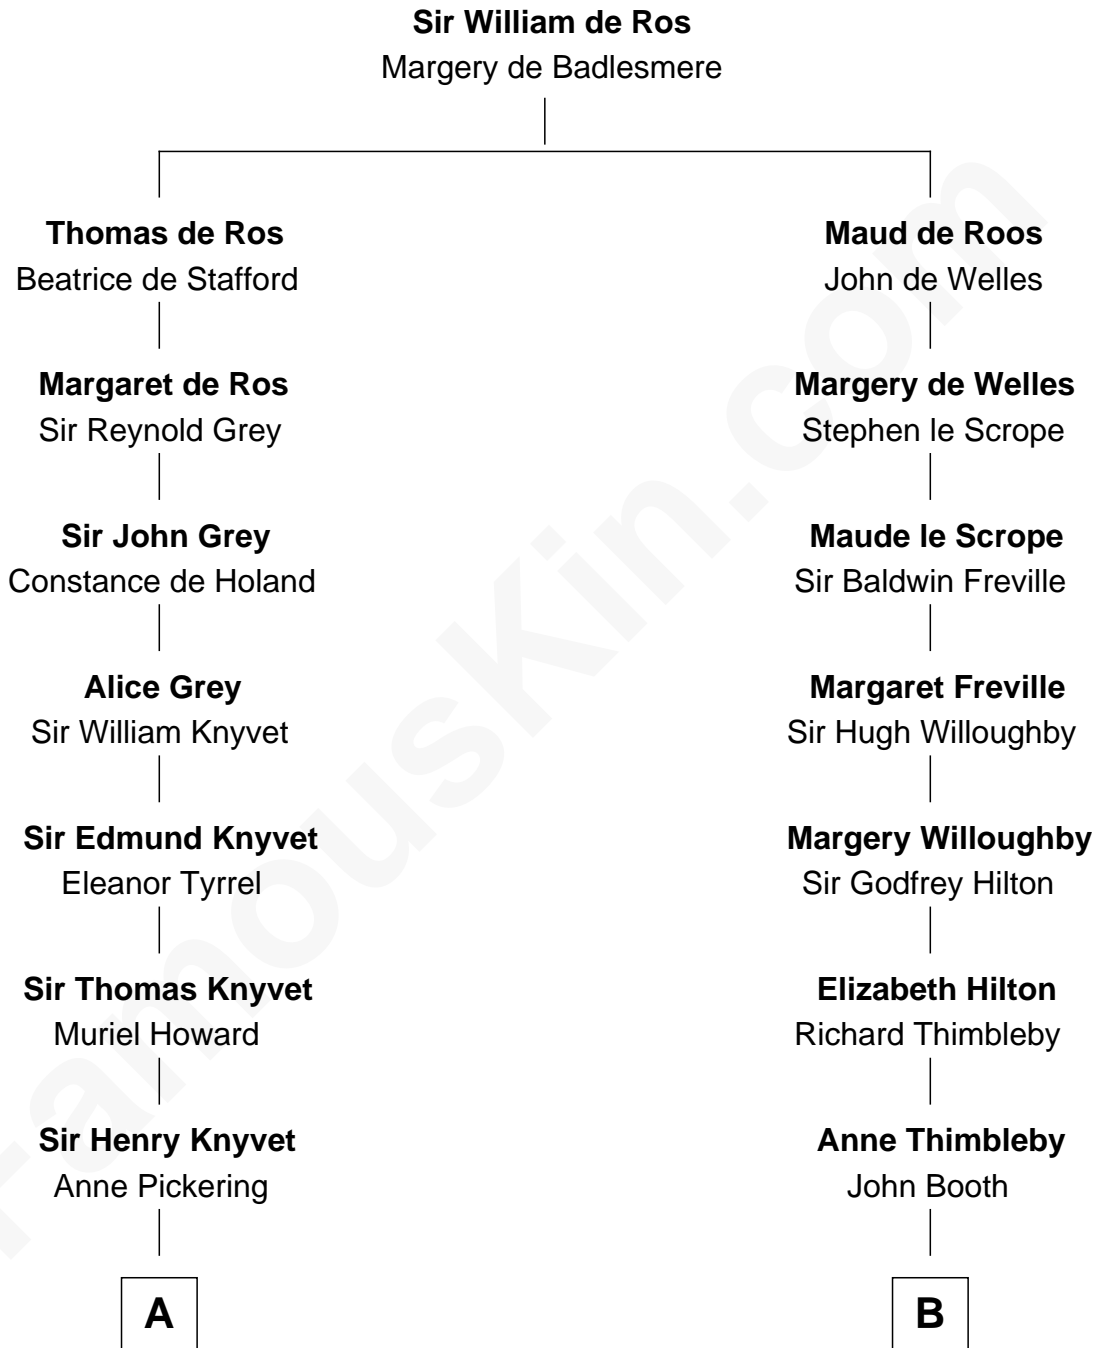 Sir William de Ros
Margery de Badlesmere
Thomas de Ros
Beatrice de Stafford
Margaret de Ros
Sir Reynold Grey
Sir John Grey
Constance de Holand
Alice Grey
Sir William Knyvet
Sir Edmund Knyvet
Eleanor Tyrrel
Sir Thomas Knyvet
Muriel Howard
Sir Henry Knyvet
Anne Pickering
A
Maud de Roos
John de Welles
Margery de Welles
Stephen le Scrope
Maude le Scrope
Sir Baldwin Freville
Margaret Freville
Sir Hugh Willoughby
Margery Willoughby
Sir Godfrey Hilton
Elizabeth Hilton
Richard Thimbleby
Anne Thimbleby
John Booth
B
FamousKin.com